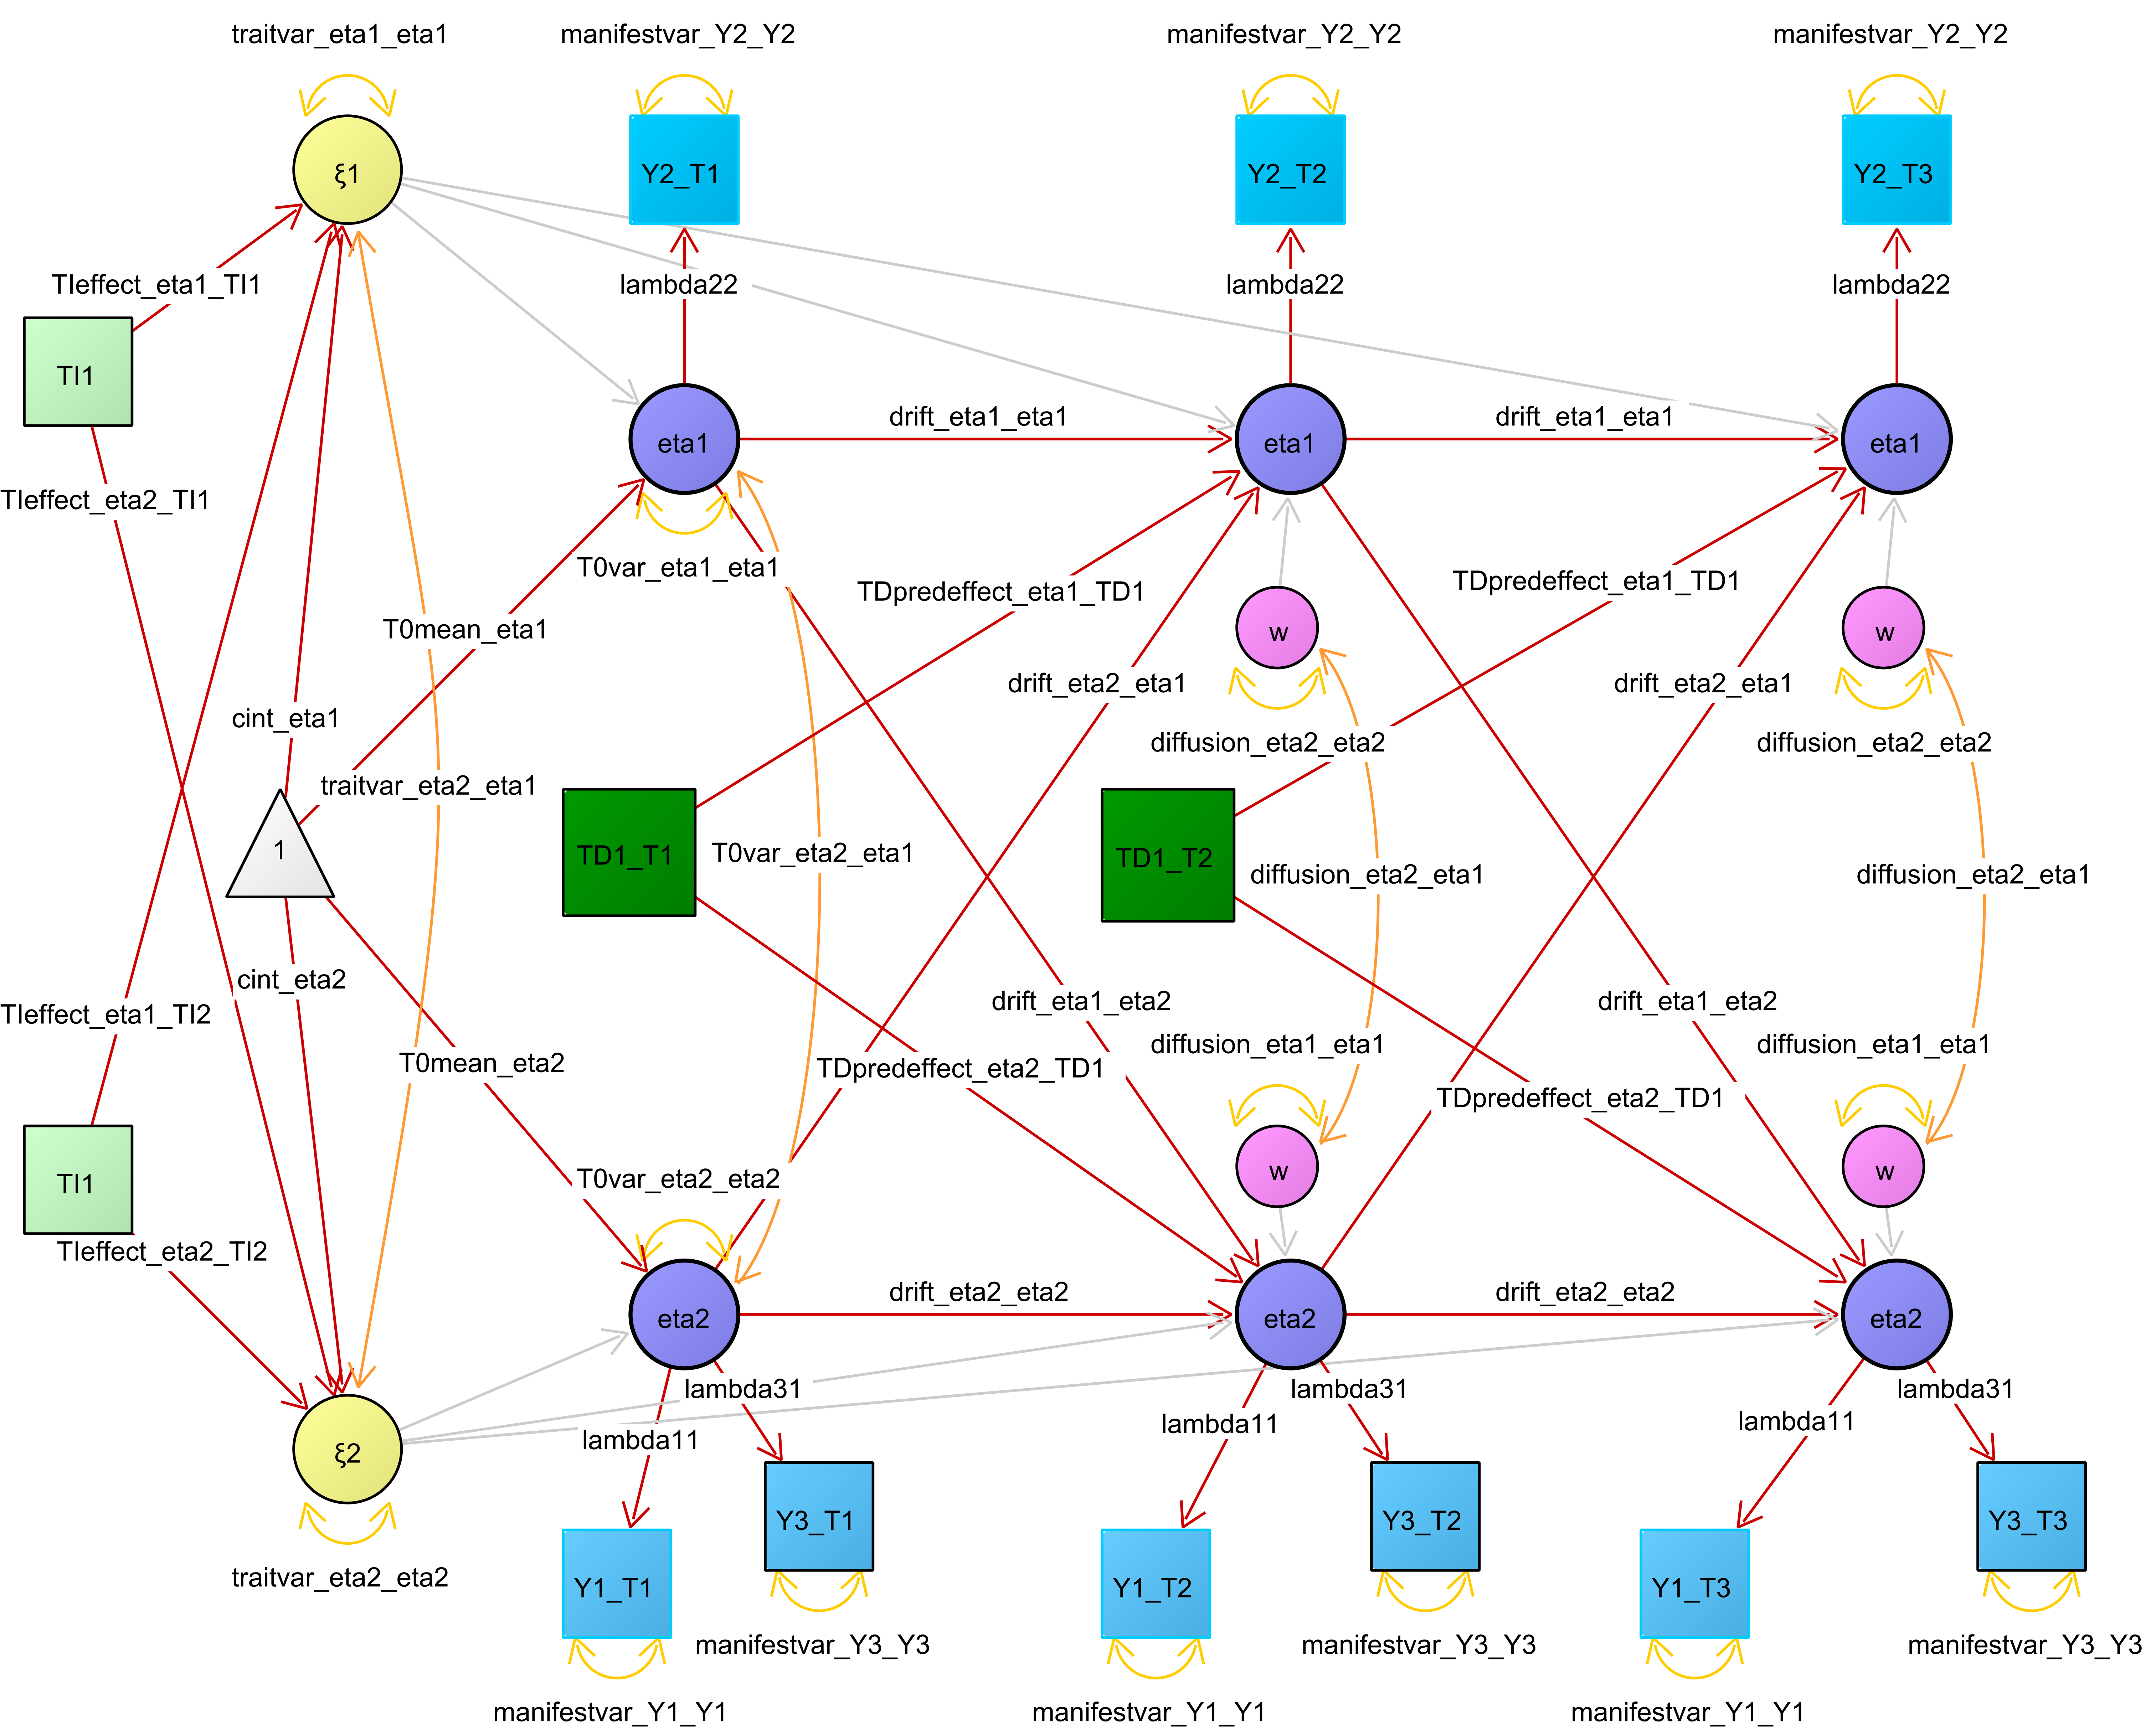 traitvar_eta1_eta1
manifestvar_Y2_Y2
manifestvar_Y2_Y2
manifestvar_Y2_Y2
ξ1
Y2_T1
Y2_T2
Y2_T3
TIeffect_eta1_TI1
lambda22
lambda22
lambda22
TI1
drift_eta1_eta1
drift_eta1_eta1
eta1
eta1
eta1
TIeffect_eta2_TI1
T0var_eta1_eta1
TDpredeffect_eta1_TD1
TDpredeffect_eta1_TD1
T0mean_eta1
w
w
drift_eta2_eta1
drift_eta2_eta1
cint_eta1
diffusion_eta2_eta2
diffusion_eta2_eta2
traitvar_eta2_eta1
1
TD1_T1
T0var_eta2_eta1
TD1_T2
diffusion_eta2_eta1
diffusion_eta2_eta1
cint_eta2
TIeffect_eta1_TI2
drift_eta1_eta2
drift_eta1_eta2
diffusion_eta1_eta1
diffusion_eta1_eta1
T0mean_eta2
TDpredeffect_eta2_TD1
TDpredeffect_eta2_TD1
TI1
T0var_eta2_eta2
w
w
TIeffect_eta2_TI2
drift_eta2_eta2
drift_eta2_eta2
eta2
eta2
eta2
lambda31
lambda31
lambda31
lambda11
lambda11
lambda11
ξ2
Y3_T1
Y3_T2
Y3_T3
traitvar_eta2_eta2
Y1_T1
Y1_T2
Y1_T3
manifestvar_Y3_Y3
manifestvar_Y3_Y3
manifestvar_Y3_Y3
manifestvar_Y1_Y1
manifestvar_Y1_Y1
manifestvar_Y1_Y1